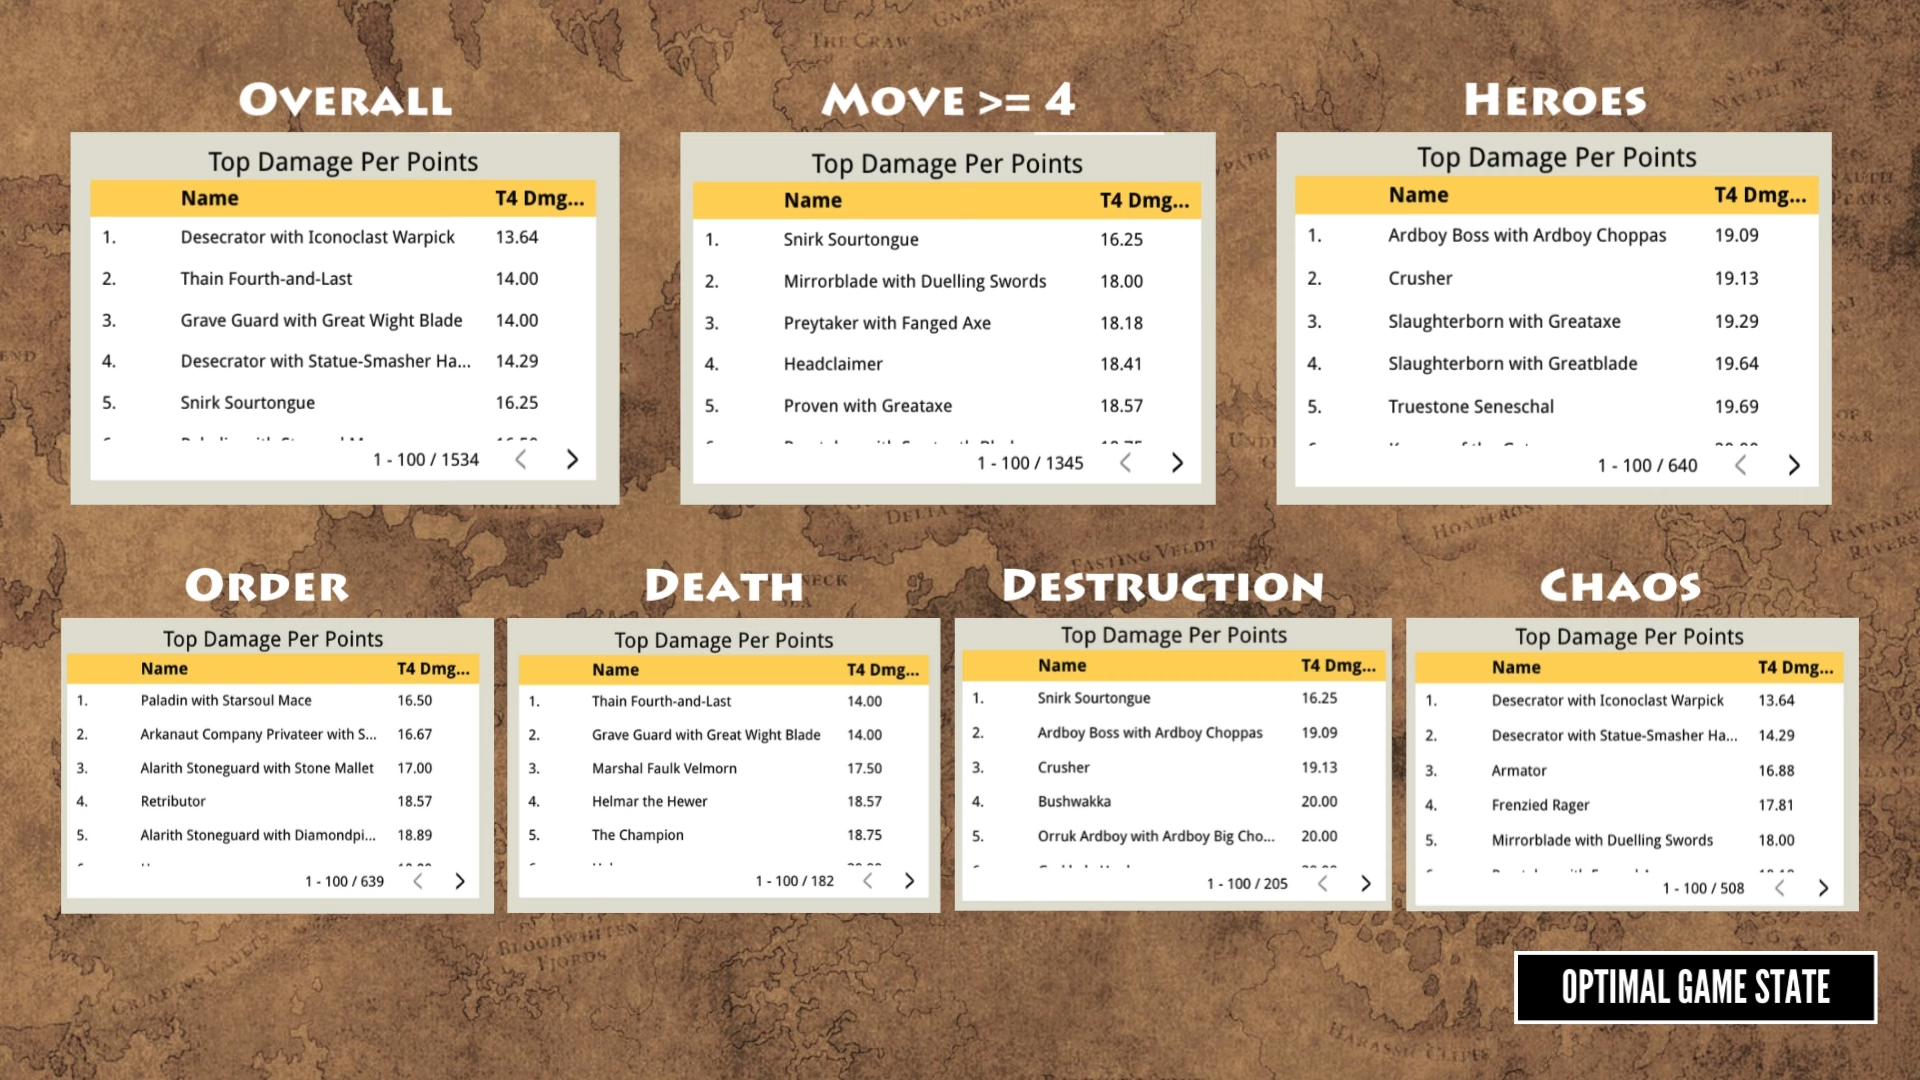 OVERALL
Top Damage Per Points
Name T4 Dmg...
1. Desecrator with Iconoclast Warpick 13.64
2. Thain Fourth-and-Last 14.00
3. Grave Guard with Great Wight Blade 14.00
4. Desecrator with Statue-Smasher Ha... 14.29
5. Snirk Sourtongue 16.25
1 - 100 / 1534
MOVE >= 4
Top Damage Per Points
Name T4 Dmg...
1. Snirk Sourtongue 16.25
2. Mirrorblade with Duelling Swords 18.00
3. Preytaker with Fanged Axe 18.18
4. Headclaimer 18.41
5. Proven with Greataxe 18.57
1 - 100 / 1345
HEROES
Top Damage Per Points
Name T4 Dmg...
1. Ardboy Boss with Ardboy Choppas 19.09
2. Crusher 19.13
3. Slaughterborn with Greataxe 19.29
4. Slaughterborn with Greatblade 19.64
5. Truestone Seneschal 19.69
1 - 100 / 640
ORDER
Top Damage Per Points
Name T4 Dmg...
1. Paladin with Starsoul Mace 16.50
2. Arkanaut Company Privateer with S... 16.67
3. Alarith Stoneguard with Stone Mallet 17.00
4. Retributor 18.57
5. Alarith Stoneguard with Diamondpi... 18.89
1 - 100 / 639
DEATH
Top Damage Per Points
Name T4 Dmg...
1. Thain Fourth-and-Last 14.00
2. Grave Guard with Great Wight Blade 14.00
3. Marshal Faulk Velmorn 17.50
4. Helmar the Hewer 18.57
5. The Champion 18.75
1 - 100 / 182
DESTRUCTION
Top Damage Per Points
Name T4 Dmg...
1. Snirk Sourtongue 16.25
2. Ardboy Boss with Ardboy Choppas 19.09
3. Crusher 19.13
4. Bushwakka 20.00
5. Orruk Ardboy with Ardboy Big Cho... 20.00
1 - 100 / 205
CHAOS
Top Damage Per Points
Name T4 Dmg...
1. Desecrator with Iconoclast Warpick 13.64
2. Desecrator with Statue-Smasher Ha... 14.29
3. Armator 16.88
4. Frenzied Rager 17.81
5. Mirrorblade with Duelling Swords 18.00
1 - 100 / 508
OPTIMAL GAME STATE
THE CRAW
DELTA
EASTING VELDT
BLOODWHITEN
FJORDS